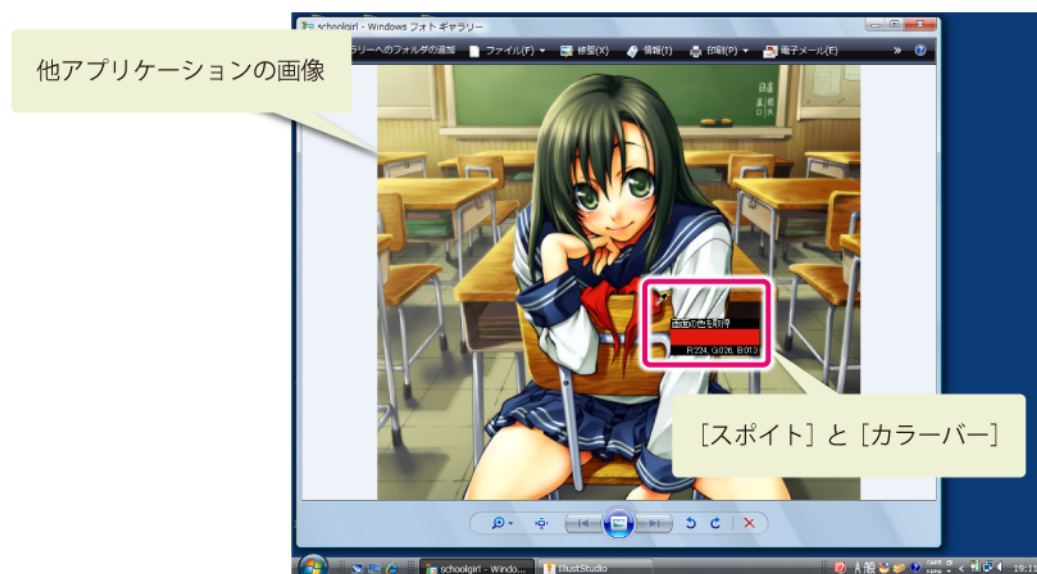 schoolgirl - Windows フォト ギャラリー
ラリーへのフォルダの追加 ファイル(F) 修整(X) 情報(I) 印刷(P) 電子メール(E) »
他アプリケーションの画像
画面の色を取得
R:224, G:026, B:013
［スポイト］と［カラーバー］
schoolgirl - Windo... IllustStudio A 般 CAPS KANA < 19:11